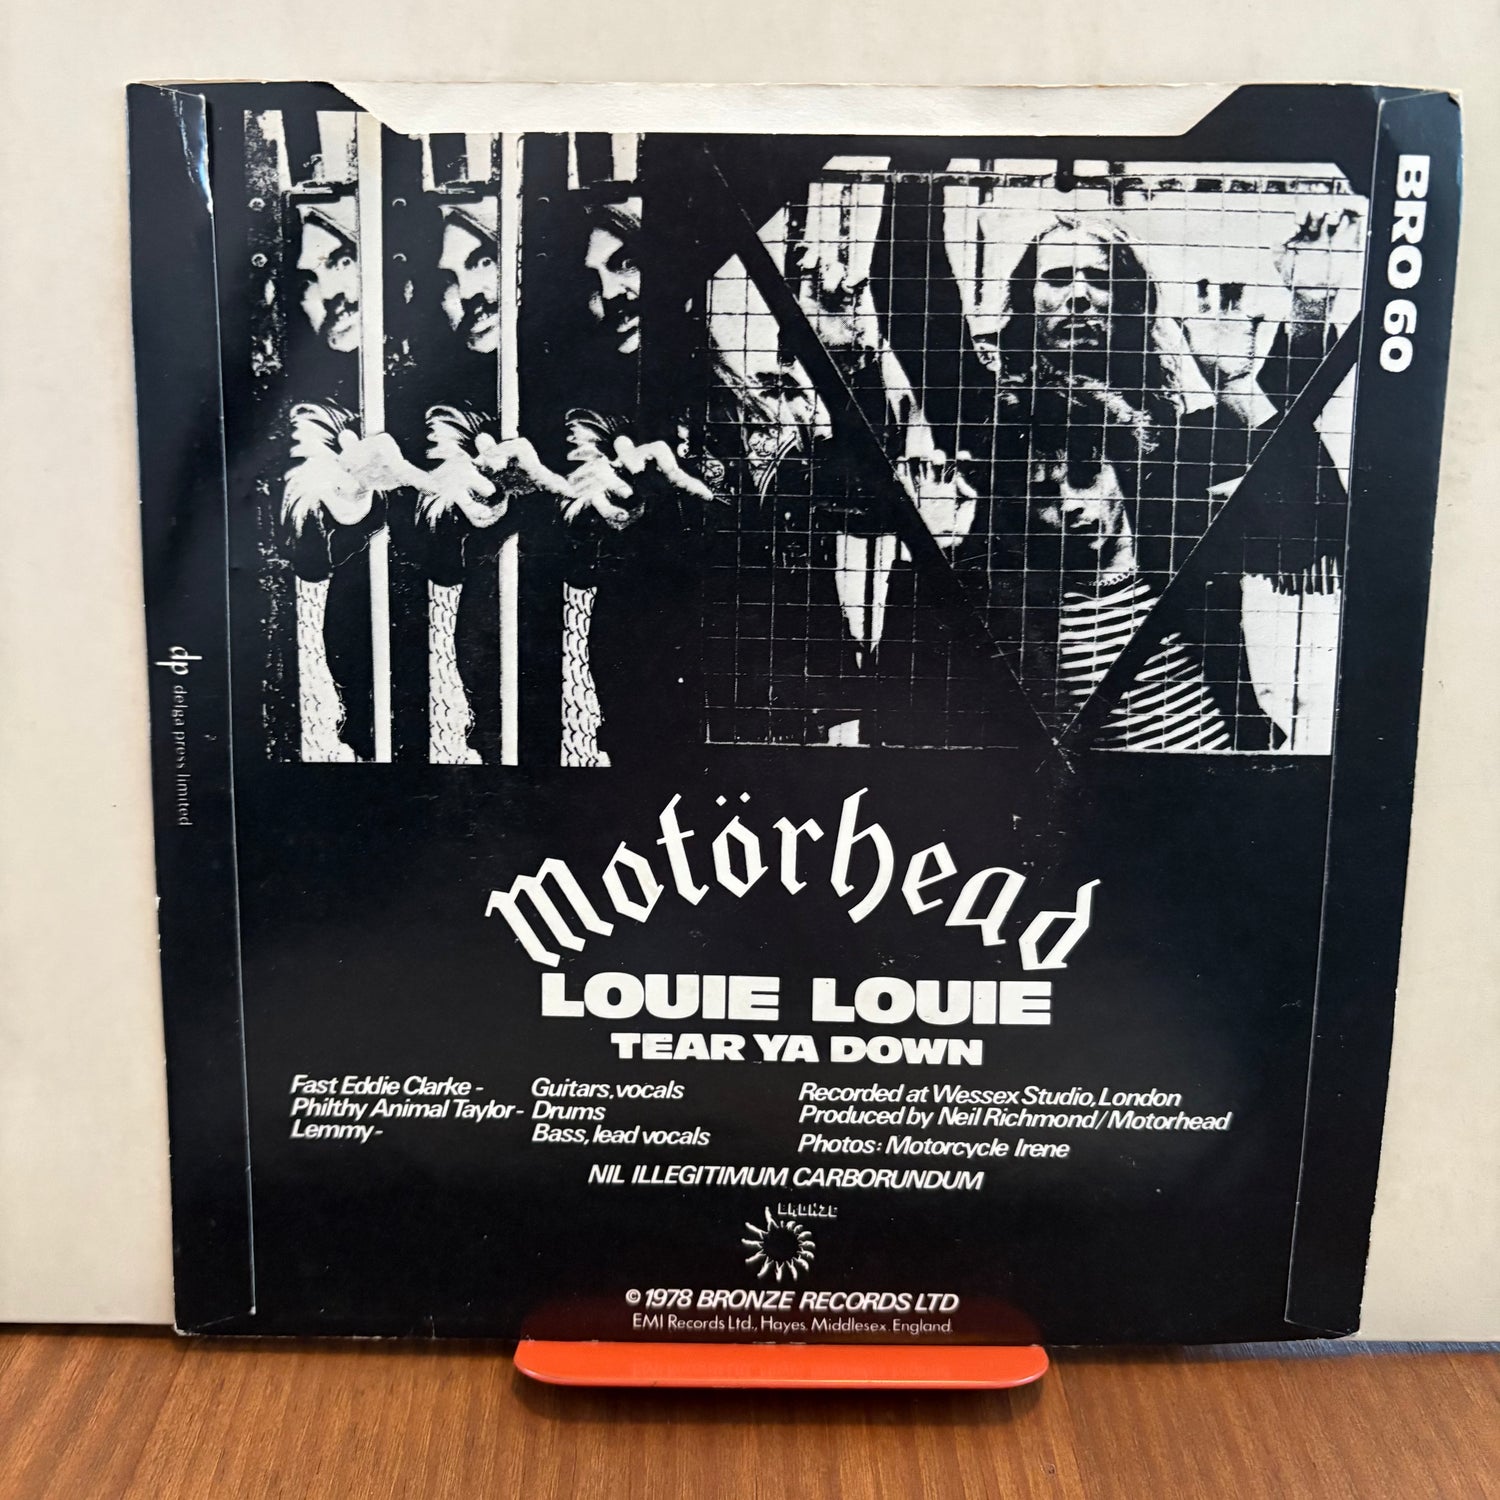 BRO 60
dp delga press limited
Motörhead
LOUIE LOUIE
TEAR YA DOWN
Fast Eddie Clarke - Guitars, vocals
Philthy Animal Taylor - Drums
Lemmy - Bass, lead vocals
Recorded at Wessex Studio, London
Produced by Neil Richmond / Motorhead
Photos: Motorcycle Irene
NIL ILLEGITIMUM CARBORUNDUM
BRONZE
© 1978 BRONZE RECORDS LTD
EMI Records Ltd., Hayes. Middlesex. England.